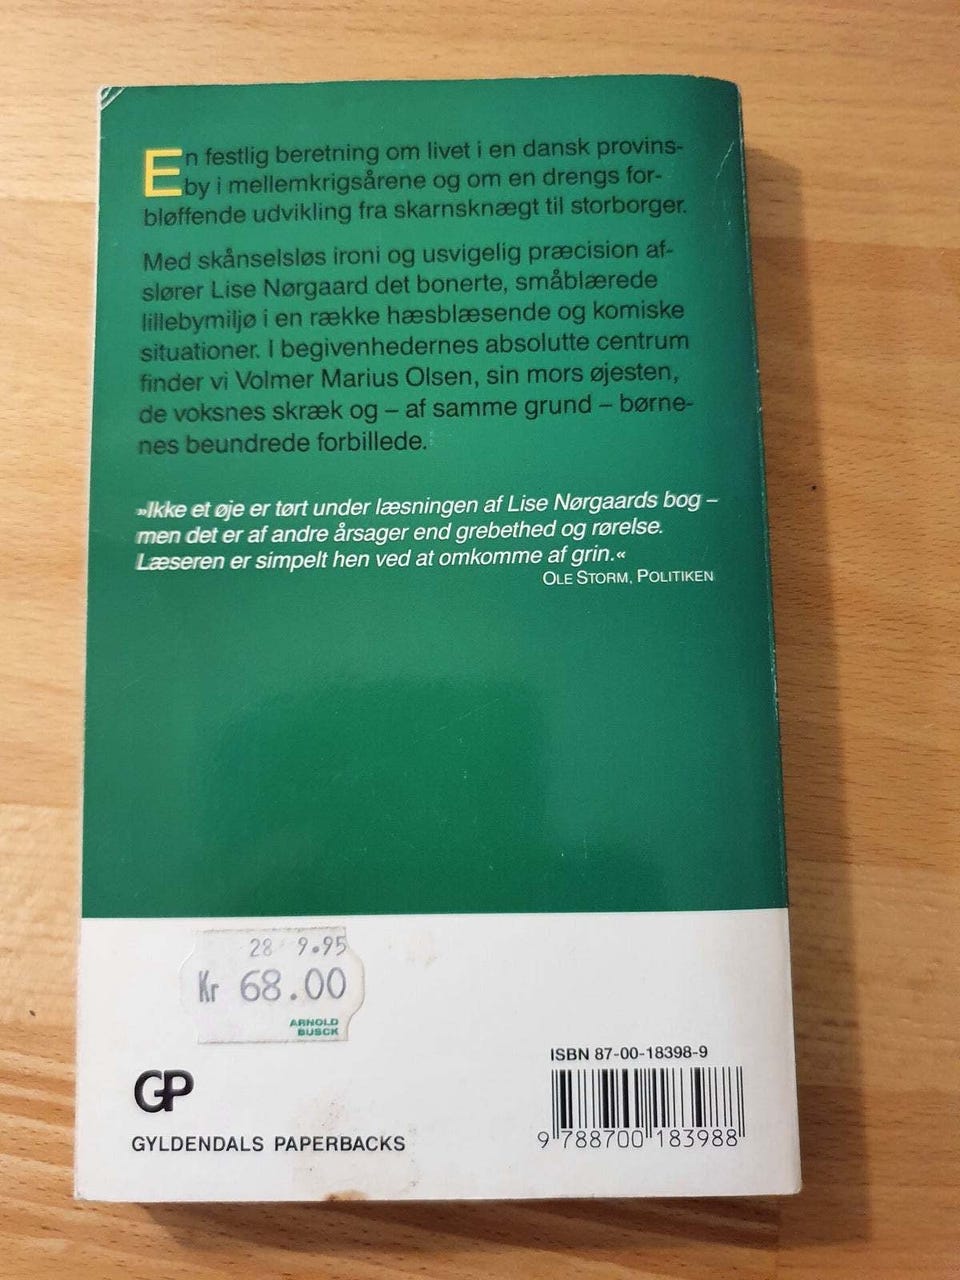 En festlig beretning om livet i en dansk provins-
by i mellemkrigsårene og om en drengs for-
bløffende udvikling fra skarnsknægt til storborger.
Med skånselsløs ironi og usvigelig præcision af-
slører Lise Nørgaard det bonerte, småblærede
lillebymiljø i en række hæsblæsende og komiske
situationer. I begivenhedernes absolutte centrum
finder vi Volmer Marius Olsen, sin mors øjesten,
de voksnes skræk og – af samme grund – børne-
nes beundrede forbillede.
»Ikke et øje er tørt under læsningen af Lise Nørgaards bog –
men det er af andre årsager end grebethed og rørelse.
Læseren er simpelt hen ved at omkomme af grin.«
OLE STORM, POLITIKEN
28 9.95
Kr 68.00
ARNOLD
BUSCK
ISBN 87-00-18398-9
9 788700 183988
GP
GYLDENDALS PAPERBACKS